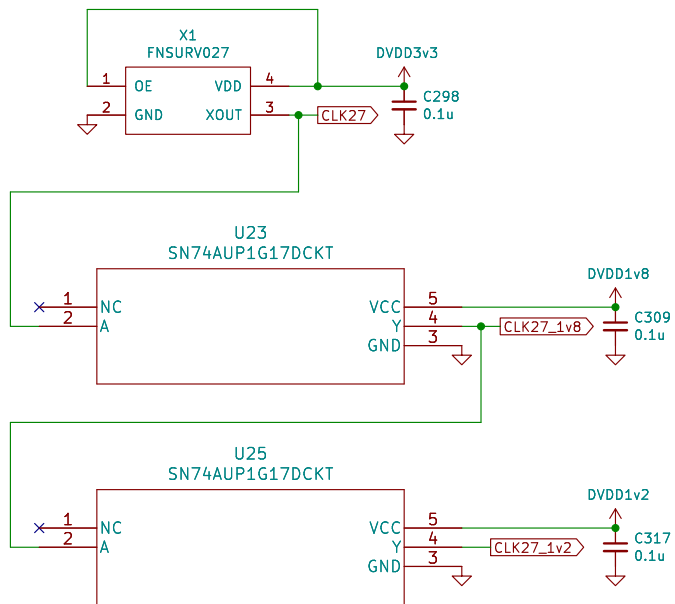 X1
FNSURV027
DVDD3v3
1 OE VDD 4
2 GND XOUT 3
CLK27
C298
0.1u
U23
SN74AUP1G17DCKT
DVDD1v8
1 NC VCC 5
2 A Y 4
GND 3
CLK27_1v8
C309
0.1u
U25
SN74AUP1G17DCKT
DVDD1v2
1 NC VCC 5
2 A Y 4
GND 3
CLK27_1v2
C317
0.1u